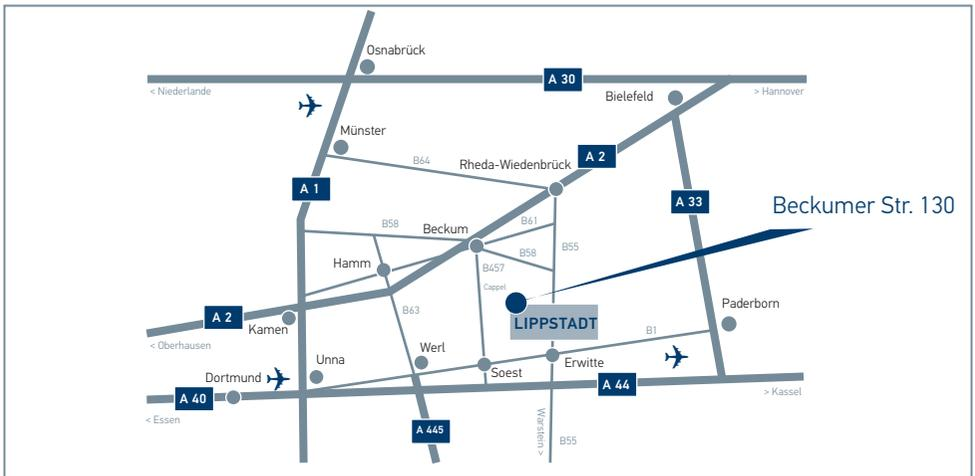 Osnabrück
A 30
< Niederlande
> Hannover
Bielefeld
Münster
B64
Rheda-Wiedenbrück
A 2
A 1
A 33
Beckumer Str. 130
B58
Beckum
B61
B55
B58
Hamm
B457
Cappel
B63
LIPPSTADT
Paderborn
A 2
Kamen
B1
< Oberhausen
Unna
Werl
Erwitte
Dortmund
Soest
A 40
A 44
< Essen
> Kassel
A 445
Warstein >
B55